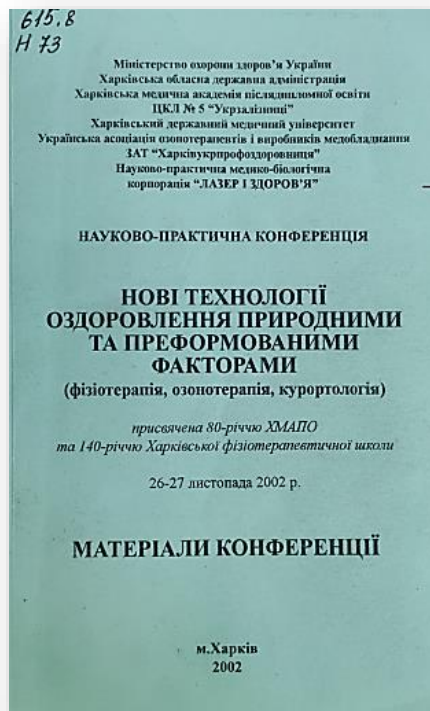 615.8
Н 73
Міністерство охорони здоров'я України
Харківська обласна державна адміністрація
Харківська медична академія післядипломної освіти
ЦКЛ № 5 "Укрзалізниці"
Харківський державний медичний університет
Українська асоціація озонотерапевтів і виробників медобладнання
ЗАТ "Харківукрпрофоздоровниця"
Науково-практична медико-біологічна
корпорація "ЛАЗЕР І ЗДОРОВ'Я"
НАУКОВО-ПРАКТИЧНА КОНФЕРЕНЦІЯ
НОВІ ТЕХНОЛОГІЇ
ОЗДОРОВЛЕННЯ ПРИРОДНИМИ
ТА ПРЕФОРМОВАНИМИ
ФАКТОРАМИ
(фізіотерапія, озонотерапія, курортологія)
присвячена 80-річчю ХМАПО
та 140-річчю Харківської фізіотерапевтичної школи
26-27 листопада 2002 р.
МАТЕРІАЛИ КОНФЕРЕНЦІЇ
м.Харків
2002